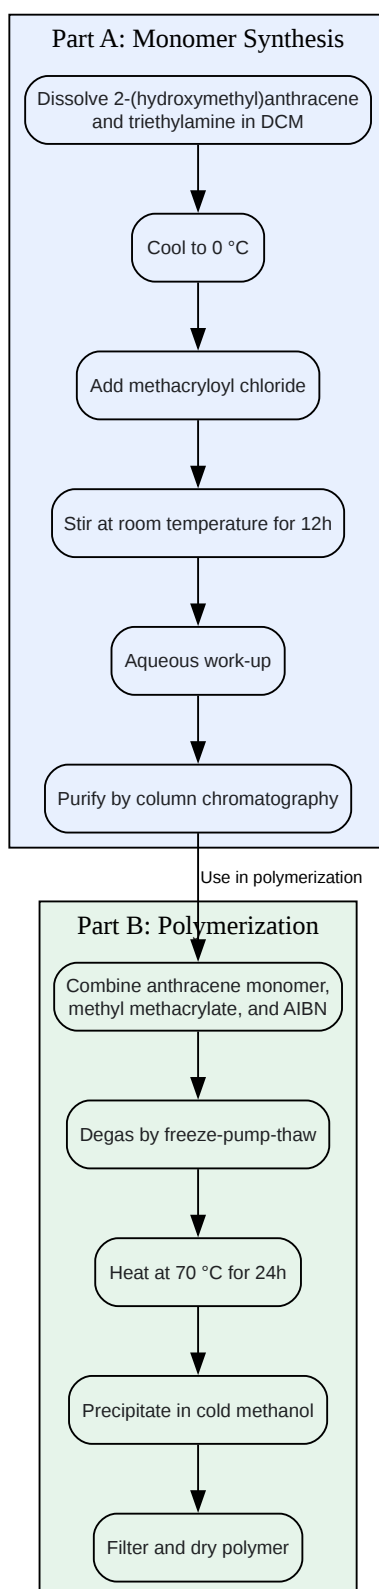 Part A: Monomer Synthesis
Dissolve 2-(hydroxymethyl)anthracene
and triethylamine in DCM
Cool to 0 °C
Add methacryloyl chloride
Stir at room temperature for 12h
Aqueous work-up
Purify by column chromatography
Use in polymerization
Part B: Polymerization
Combine anthracene monomer,
methyl methacrylate, and AIBN
Degas by freeze-pump-thaw
Heat at 70 °C for 24h
Precipitate in cold methanol
Filter and dry polymer